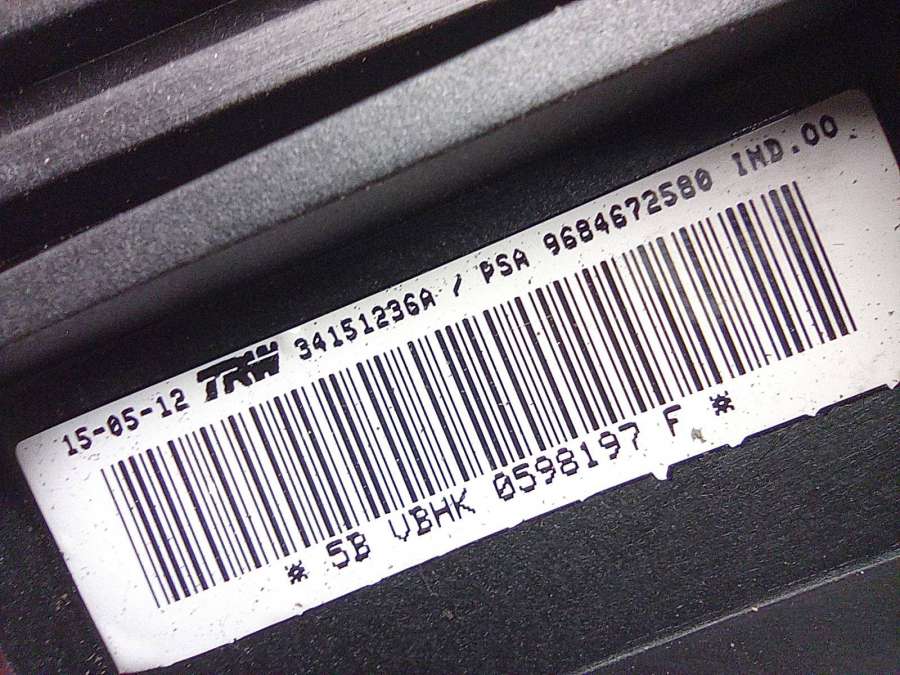 15-05-12 TRW 34151236A / PSA 9684672580 IND.00
* 5B VBHK 0598197 F *